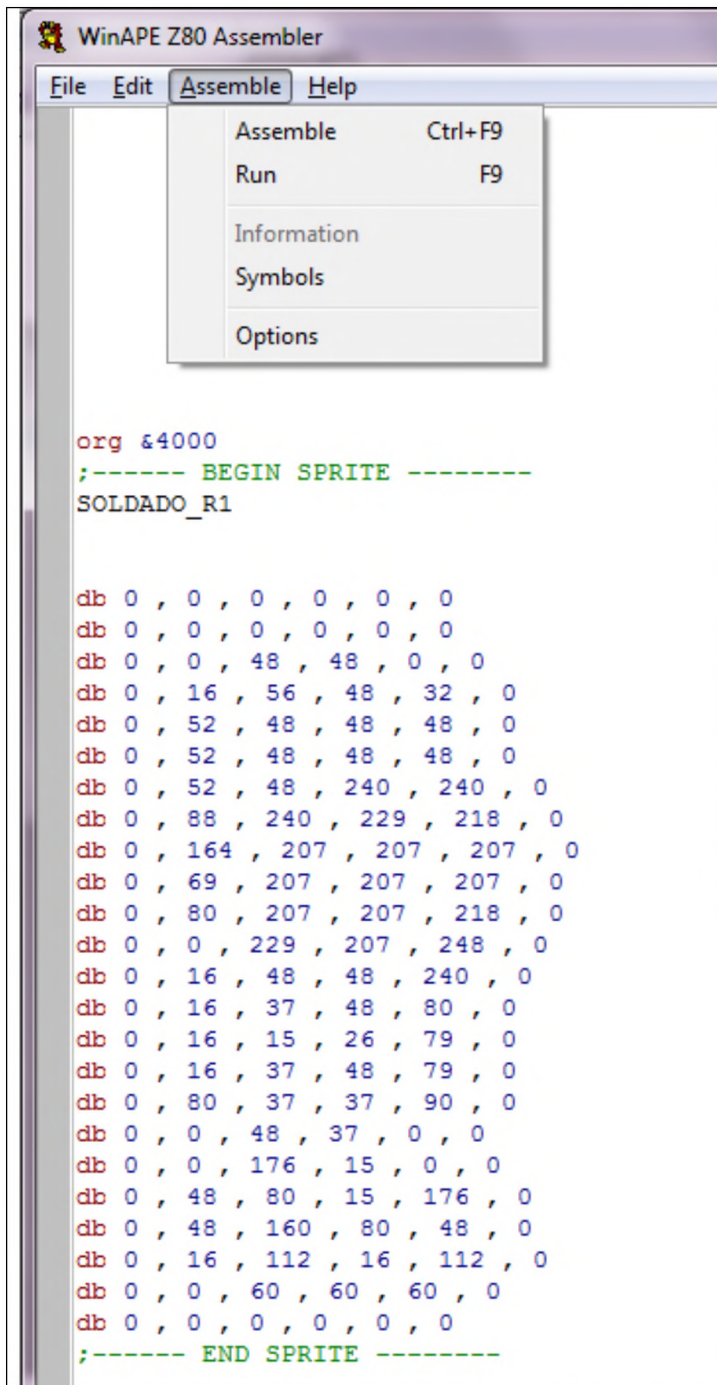 WinAPE Z80 Assembler
File Edit Assemble Help
Assemble Ctrl+F9
Run F9
Information
Symbols
Options
org &4000
;------ BEGIN SPRITE --------
SOLDADO_R1
db 0 , 0 , 0 , 0 , 0 , 0
db 0 , 0 , 0 , 0 , 0 , 0
db 0 , 0 , 48 , 48 , 0 , 0
db 0 , 16 , 56 , 48 , 32 , 0
db 0 , 52 , 48 , 48 , 48 , 0
db 0 , 52 , 48 , 48 , 48 , 0
db 0 , 52 , 48 , 240 , 240 , 0
db 0 , 88 , 240 , 229 , 218 , 0
db 0 , 164 , 207 , 207 , 207 , 0
db 0 , 69 , 207 , 207 , 207 , 0
db 0 , 80 , 207 , 207 , 218 , 0
db 0 , 0 , 229 , 207 , 248 , 0
db 0 , 16 , 48 , 48 , 240 , 0
db 0 , 16 , 37 , 48 , 80 , 0
db 0 , 16 , 15 , 26 , 79 , 0
db 0 , 16 , 37 , 48 , 79 , 0
db 0 , 80 , 37 , 37 , 90 , 0
db 0 , 0 , 48 , 37 , 0 , 0
db 0 , 0 , 176 , 15 , 0 , 0
db 0 , 48 , 80 , 15 , 176 , 0
db 0 , 48 , 160 , 80 , 48 , 0
db 0 , 16 , 112 , 16 , 112 , 0
db 0 , 0 , 60 , 60 , 60 , 0
db 0 , 0 , 0 , 0 , 0 , 0
;------ END SPRITE --------